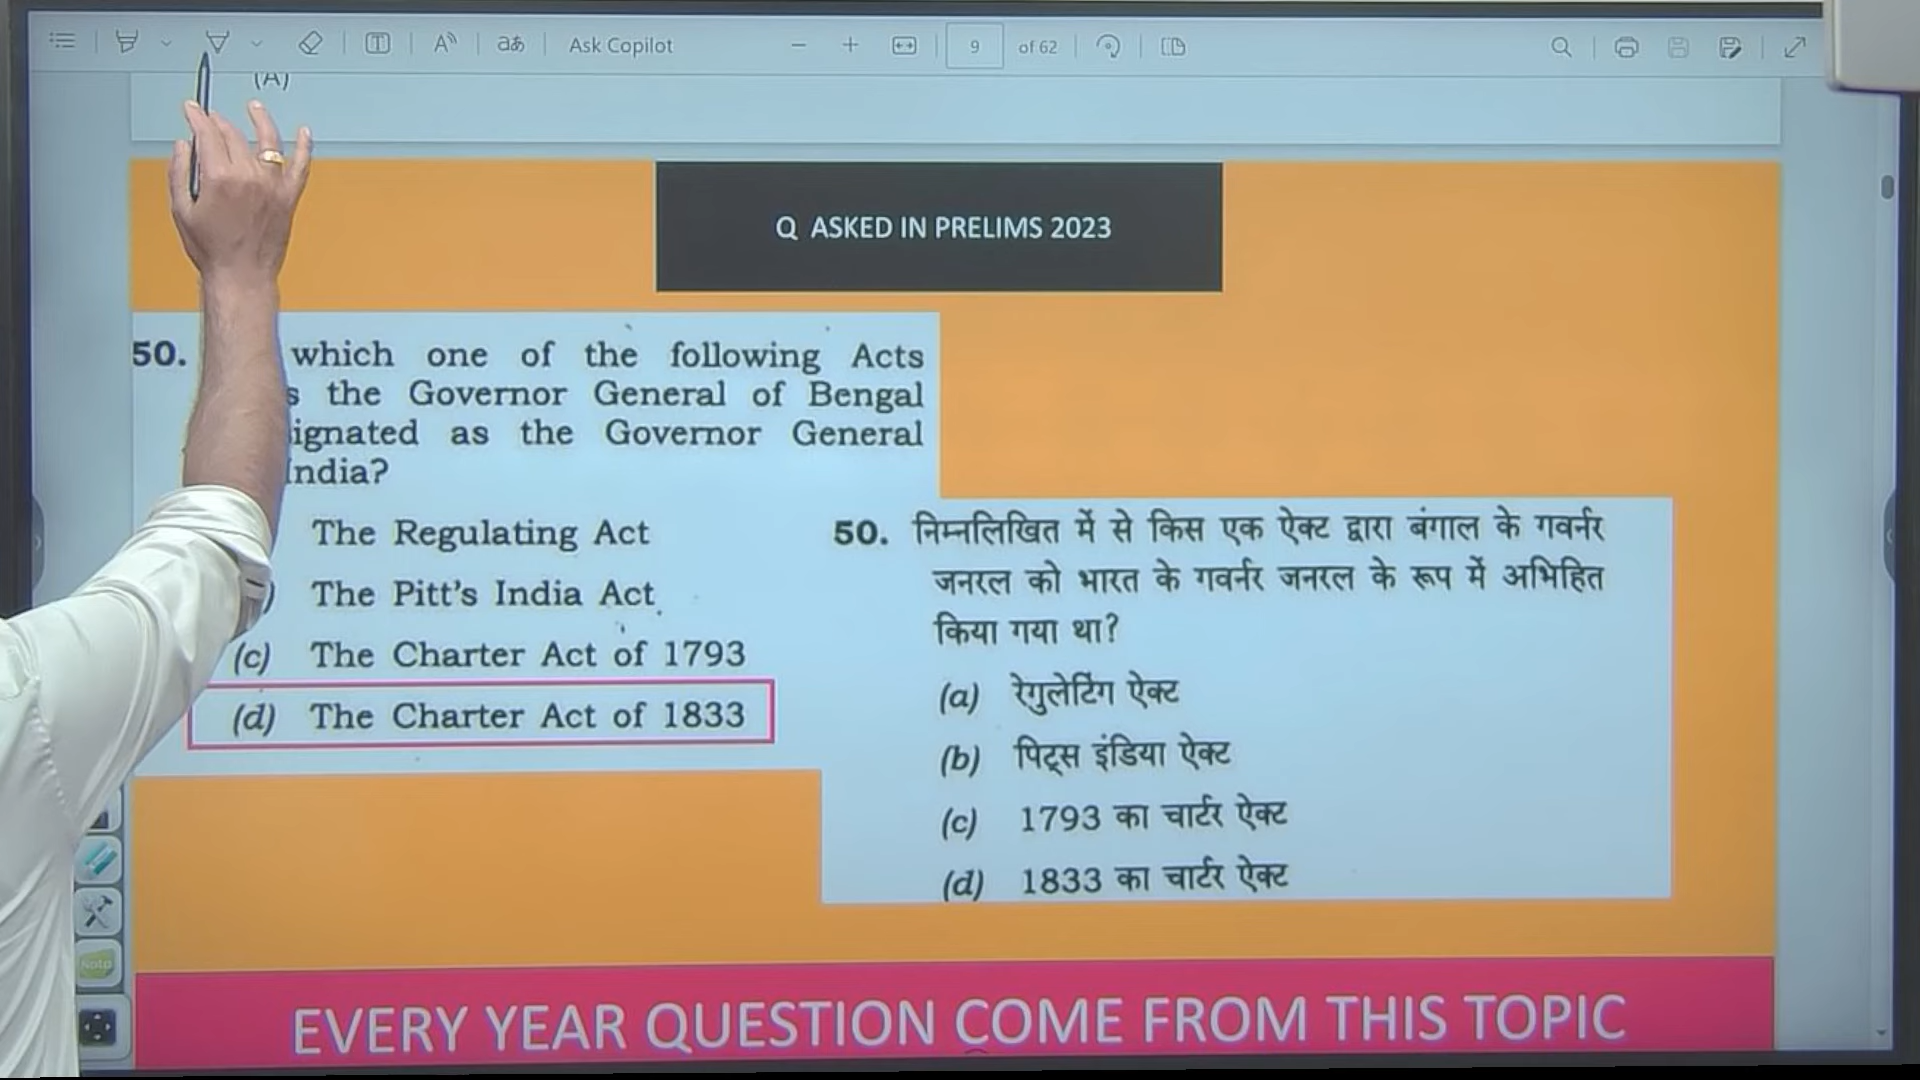 Ask Copilot
9 of 62
(A)
Q ASKED IN PRELIMS 2023
50. which one of the following Acts
s the Governor General of Bengal
ignated as the Governor General
India?
The Regulating Act
) The Pitt's India Act
(c) The Charter Act of 1793
(d) The Charter Act of 1833
50. निम्नलिखित में से किस एक ऐक्ट द्वारा बंगाल के गवर्नर
जनरल को भारत के गवर्नर जनरल के रूप में अभिहित
किया गया था?
(a) रेगुलेटिंग ऐक्ट
(b) पिट्स इंडिया ऐक्ट
(c) 1793 का चार्टर ऐक्ट
(d) 1833 का चार्टर ऐक्ट
Note
EVERY YEAR QUESTION COME FROM THIS TOPIC